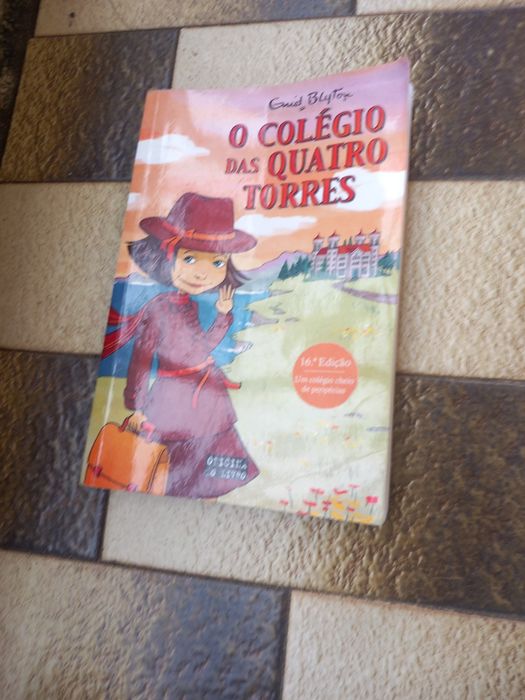 Enid Blyton
O COLÉGIO
DAS QUATRO
TORRES
16.ª Edição
Um colégio cheio
de peripécias
OFICINA
DO LIVRO